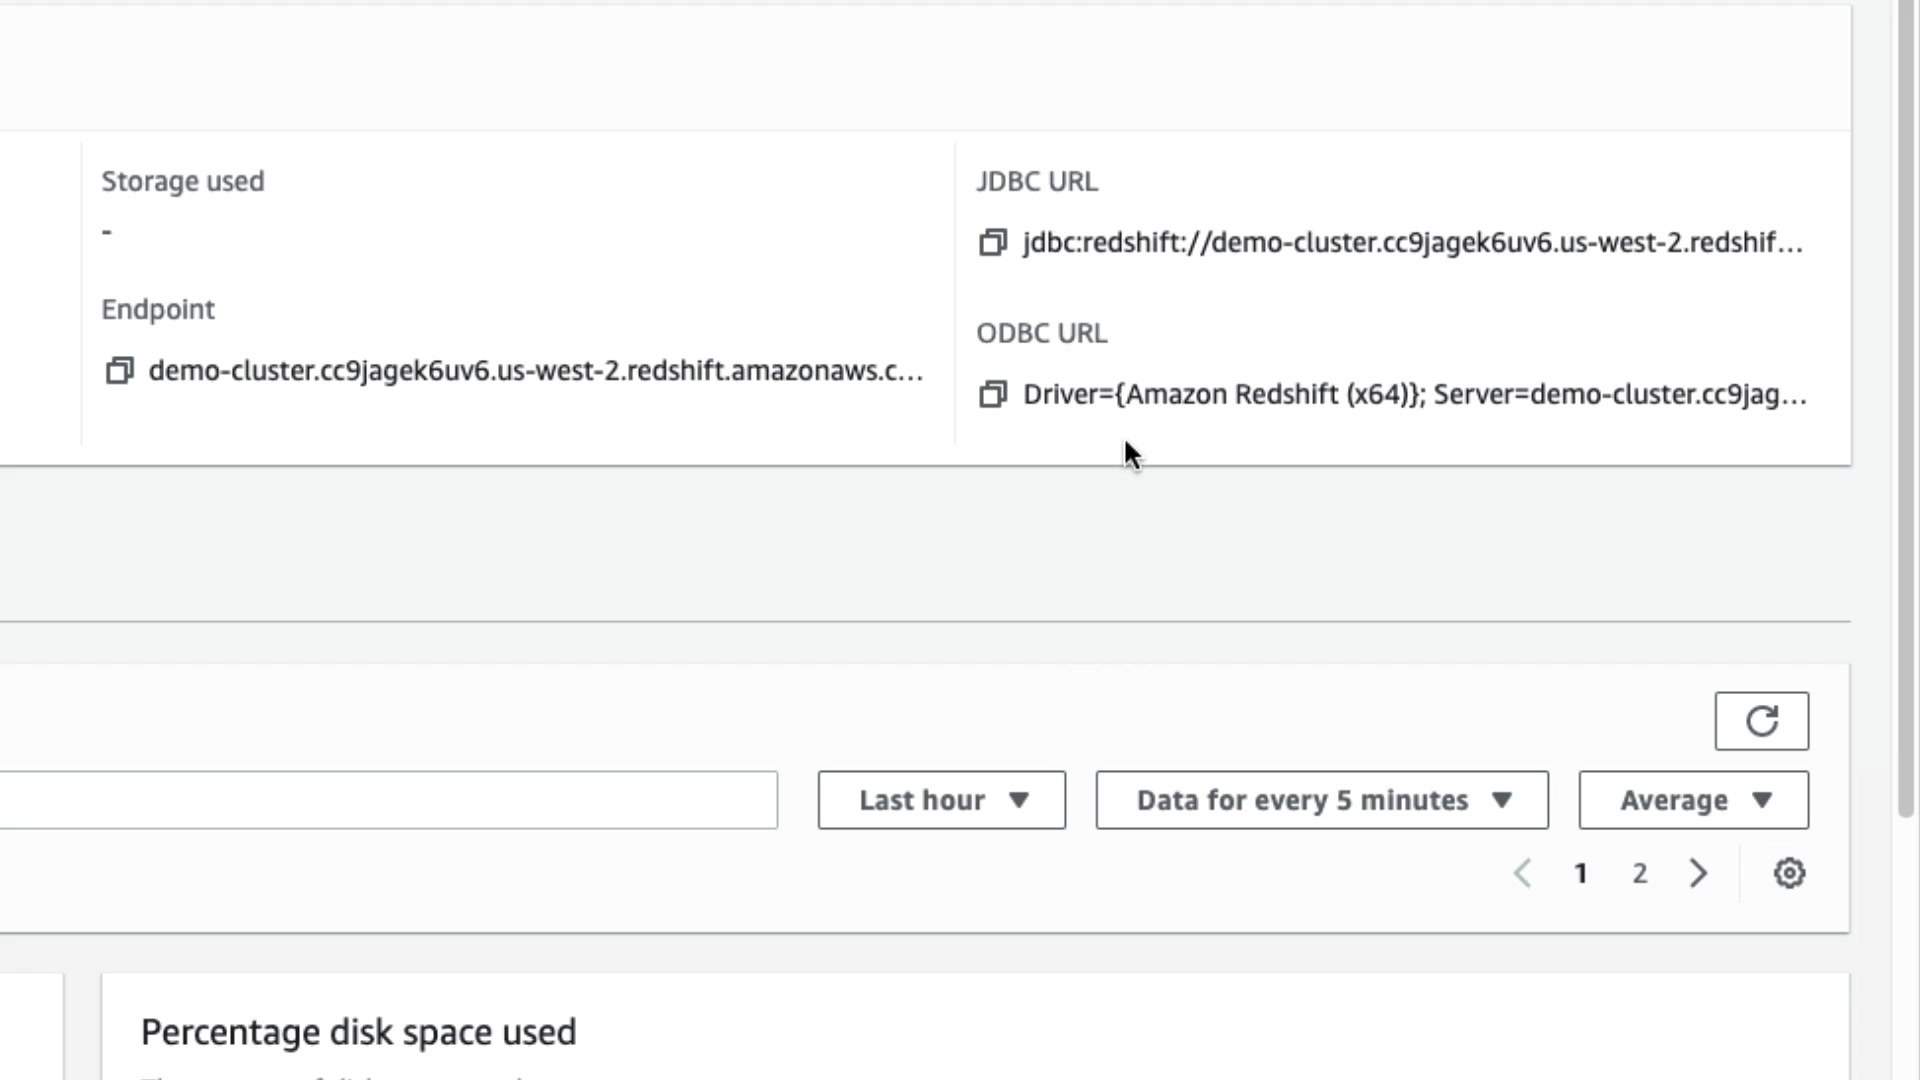 Storage used
-
Endpoint
demo-cluster.cc9jagek6uv6.us-west-2.redshift.amazonaws.c...
JDBC URL
jdbc:redshift://demo-cluster.cc9jagek6uv6.us-west-2.redshif...
ODBC URL
Driver={Amazon Redshift (x64)}; Server=demo-cluster.cc9jag...
Last hour
Data for every 5 minutes
Average
1
2
Percentage disk space used